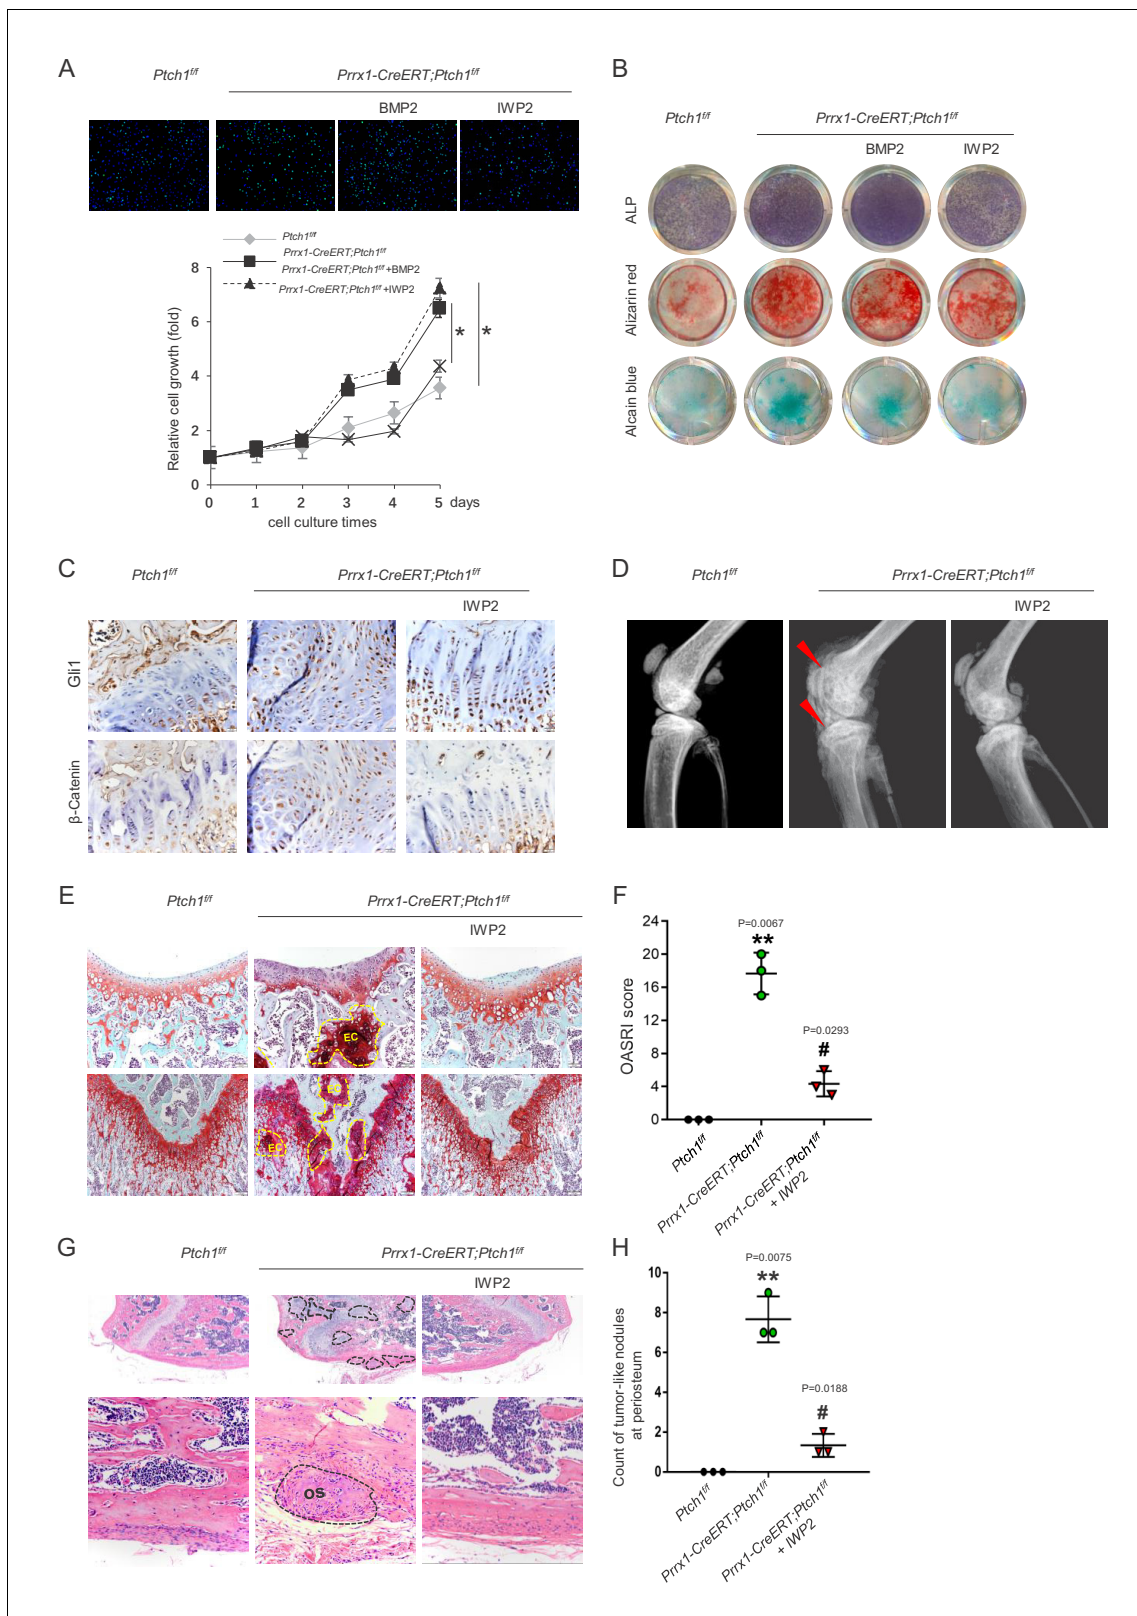 A
Ptch1f/f
Prrx1-CreERT;Ptch1f/f
BMP2
IWP2
Ptch1f/f
Prrx1-CreERT;Ptch1f/f
Prrx1-CreERT;Ptch1f/f +BMP2
Prrx1-CreERT;Ptch1f/f +IWP2
Relative cell growth (fold)
8
6
4
2
0
* *
0 1 2 3 4 5 days
cell culture times
B
Ptch1f/f
Prrx1-CreERT;Ptch1f/f
BMP2
IWP2
ALP
Alizarin red
Alcain blue
C
Ptch1f/f
Prrx1-CreERT;Ptch1f/f
IWP2
Gli1
β-Catenin
D
Ptch1f/f
Prrx1-CreERT;Ptch1f/f
IWP2
E
Ptch1f/f
Prrx1-CreERT;Ptch1f/f
IWP2
EC
EC
EC
F
OASRI score
24
20
16
12
8
4
0
P=0.0067
**
P=0.0293
#
Ptch1f/f
Prrx1-CreERT;Ptch1f/f
Prrx1-CreERT;Ptch1f/f
+ IWP2
G
Ptch1f/f
Prrx1-CreERT;Ptch1f/f
IWP2
OS
H
Count of tumor-like nodules
at periosteum
10
8
6
4
2
0
P=0.0075
**
P=0.0188
#
Ptch1f/f
Prrx1-CreERT;Ptch1f/f
Prrx1-CreERT;Ptch1f/f
+ IWP2